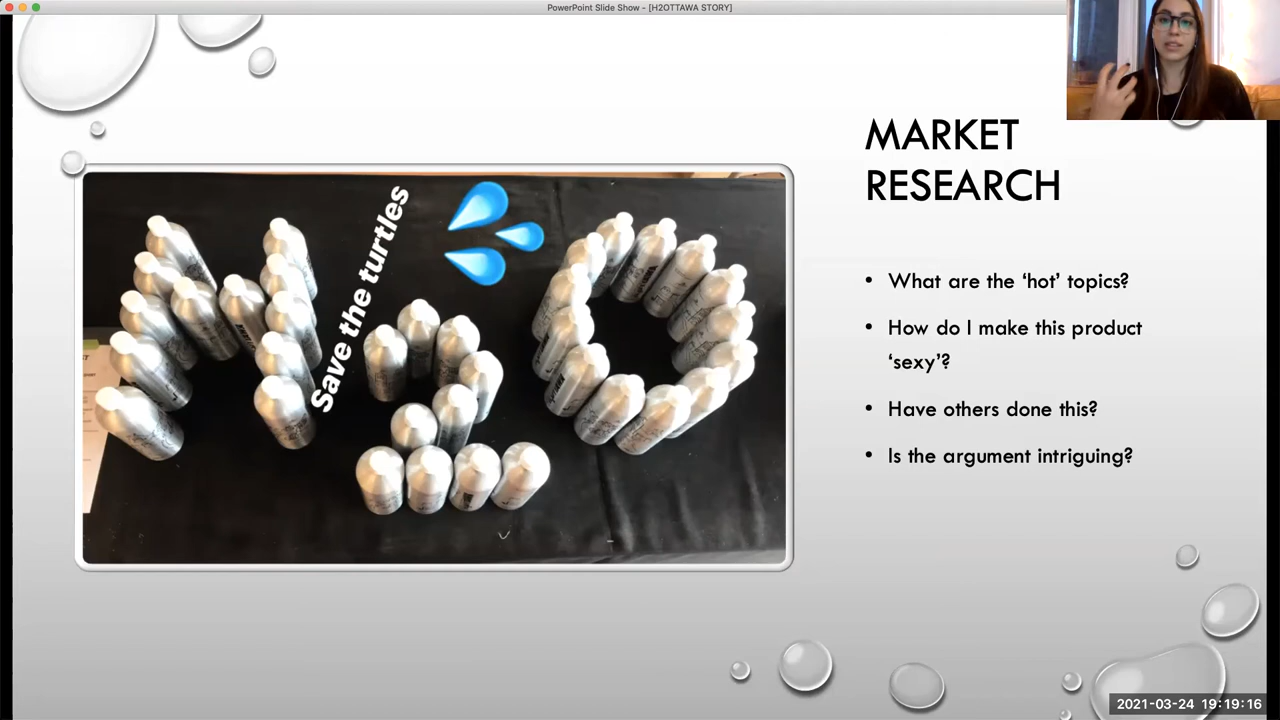 PowerPoint Slide Show - [H2OTTAWA STORY]
MARKET
RESEARCH
Save the turtles
• What are the ‘hot’ topics?
• How do I make this product
‘sexy’?
• Have others done this?
• Is the argument intriguing?
2021-03-24 19:19:16